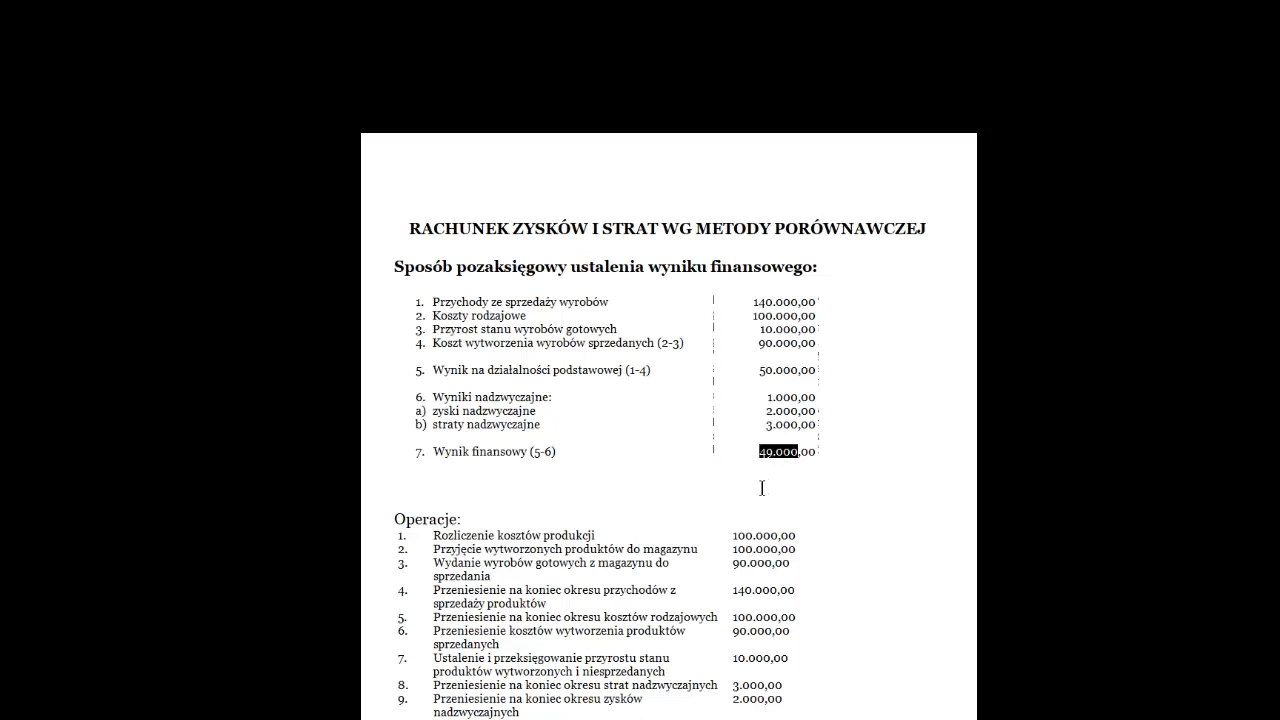 RACHUNEK ZYSKÓW I STRAT WG METODY PORÓWNAWCZEJ
Sposób pozaksięgowy ustalenia wyniku finansowego:
1. Przychody ze sprzedaży wyrobów 140.000,00
2. Koszty rodzajowe 100.000,00
3. Przyrost stanu wyrobów gotowych 10.000,00
4. Koszt wytworzenia wyrobów sprzedanych (2-3) 90.000,00
5. Wynik na działalności podstawowej (1-4) 50.000,00
6. Wyniki nadzwyczajne: 1.000,00
a) zyski nadzwyczajne 2.000,00
b) straty nadzwyczajne 3.000,00
7. Wynik finansowy (5-6) 49.000,00
Operacje:
1. Rozliczenie kosztów produkcji 100.000,00
2. Przyjęcie wytworzonych produktów do magazynu 100.000,00
3. Wydanie wyrobów gotowych z magazynu do 90.000,00
sprzedania
4. Przeniesienie na koniec okresu przychodów z 140.000,00
sprzedaży produktów
5. Przeniesienie na koniec okresu kosztów rodzajowych 100.000,00
6. Przeniesienie kosztów wytworzenia produktów 90.000,00
sprzedanych
7. Ustalenie i przeksięgowanie przyrostu stanu 10.000,00
produktów wytworzonych i niesprzedanych
8. Przeniesienie na koniec okresu strat nadzwyczajnych 3.000,00
9. Przeniesienie na koniec okresu zysków 2.000,00
nadzwyczajnych